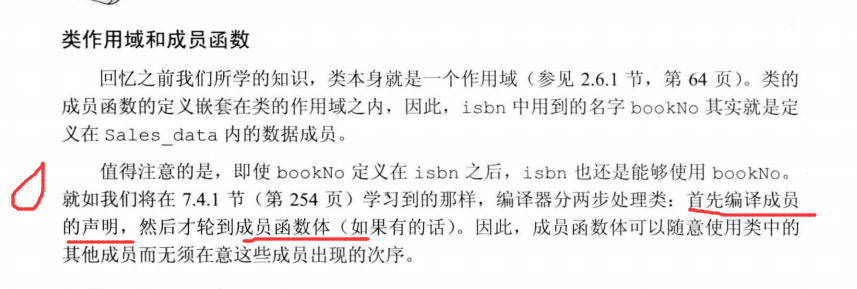 类作用域和成员函数
回忆之前我们所学的知识，类本身就是一个作用域（参见 2.6.1 节，第 64 页）。类的
成员函数的定义嵌套在类的作用域之内，因此，isbn 中用到的名字 bookNo 其实就是定
义在 Sales_data 内的数据成员。
值得注意的是，即使 bookNo 定义在 isbn 之后，isbn 也还是能够使用 bookNo。
就如我们将在 7.4.1 节（第 254 页）学习到的那样，编译器分两步处理类：首先编译成员
的声明，然后才轮到成员函数体（如果有的话）。因此，成员函数体可以随意使用类中的
其他成员而无须在意这些成员出现的次序。